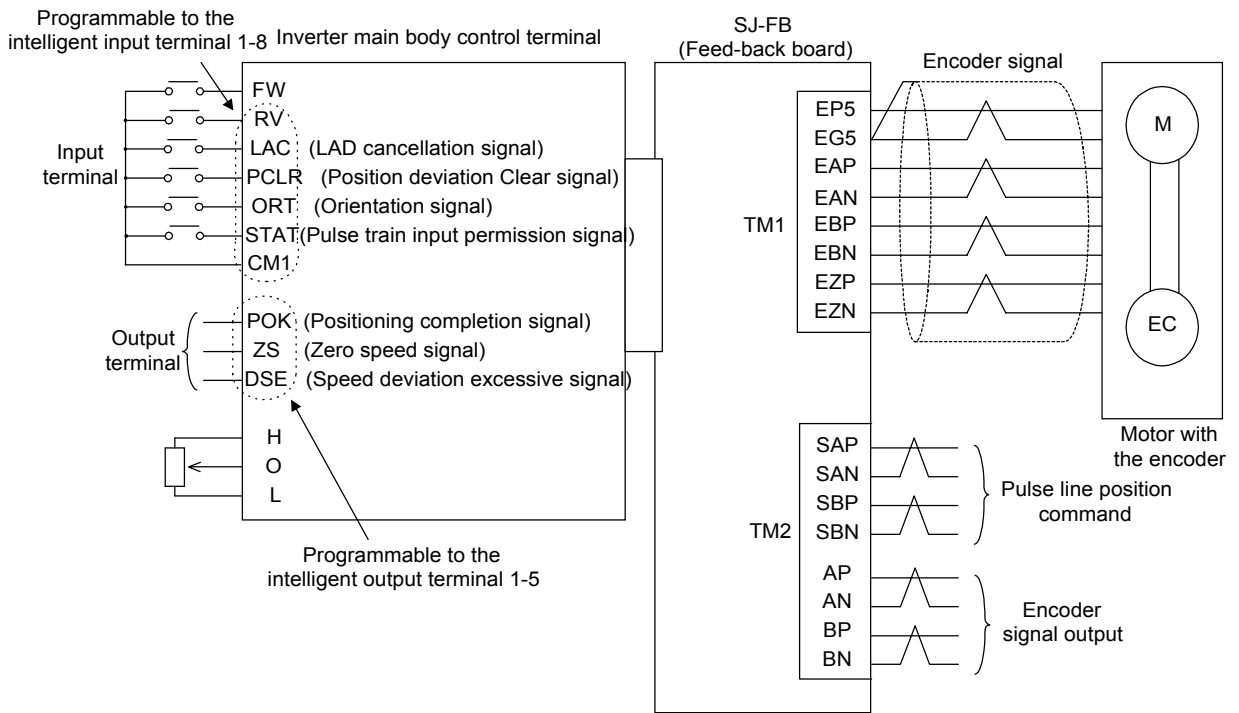 Programmable to the
intelligent input terminal 1-8
Inverter main body control terminal
SJ-FB
(Feed-back board)
Encoder signal
Input
terminal
FW
RV
LAC (LAD cancellation signal)
PCLR (Position deviation Clear signal)
ORT (Orientation signal)
STAT(Pulse train input permission signal)
CM1
Output
terminal
POK (Positioning completion signal)
ZS (Zero speed signal)
DSE (Speed deviation excessive signal)
H
O
L
Programmable to the
intelligent output terminal 1-5
TM1
EP5
EG5
EAP
EAN
EBP
EBN
EZP
EZN
M
EC
Motor with
the encoder
TM2
SAP
SAN
SBP
SBN
Pulse line position
command
AP
AN
BP
BN
Encoder
signal output